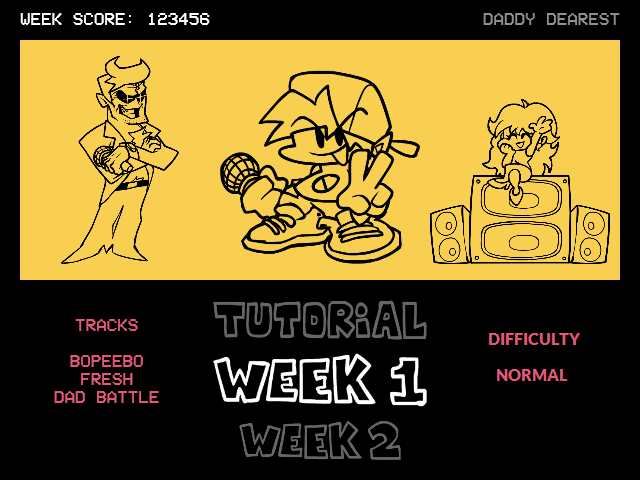 WEEK SCORE: 123456
DADDY DEAREST
TRACKS
BOPEEBO
FRESH
DAD BATTLE
TUTORiAL
WEEK 1
WEEK 2
DIFFICULTY
NORMAL